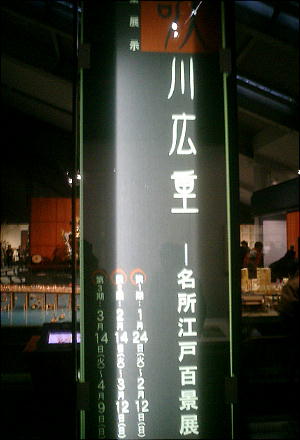 歌川広重
―名所江戸百景展
展示
第1期:1月24日(火)~2月12日(日)
第2期:2月14日(火)~3月12日(日)
第3期:3月14日(火)~4月9日(日)